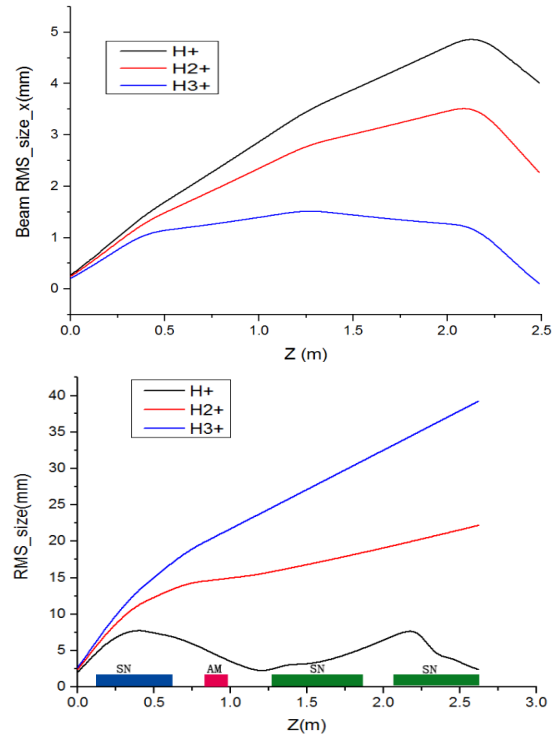 H+
H2+
H3+
Beam RMS_size_x(mm)
5
4
3
2
1
0
0.0 0.5 1.0 1.5 2.0 2.5
Z (m)
H+
H2+
H3+
RMS_size(mm)
40
35
30
25
20
15
10
5
0
SN AM SN SN
0.0 0.5 1.0 1.5 2.0 2.5 3.0
Z(m)